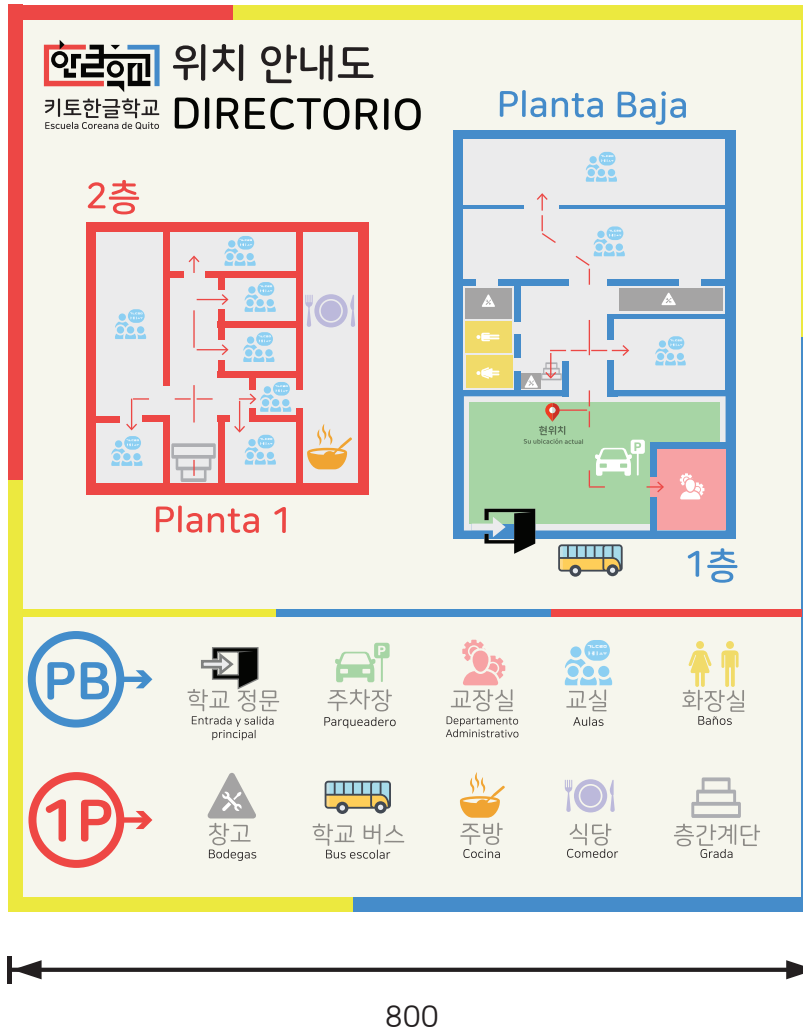 한글학교
키토한글학교
Escuela Coreana de Quito
위치 안내도
DIRECTORIO
Planta Baja
2층
Planta 1
현위치
Su ubicación actual
P
1층
PB
학교 정문
Entrada y salida
principal
P
주차장
Parqueadero
교장실
Departamento
Administrativo
교실
Aulas
화장실
Baños
1P
창고
Bodegas
학교 버스
Bus escolar
주방
Cocina
식당
Comedor
층간계단
Grada
800